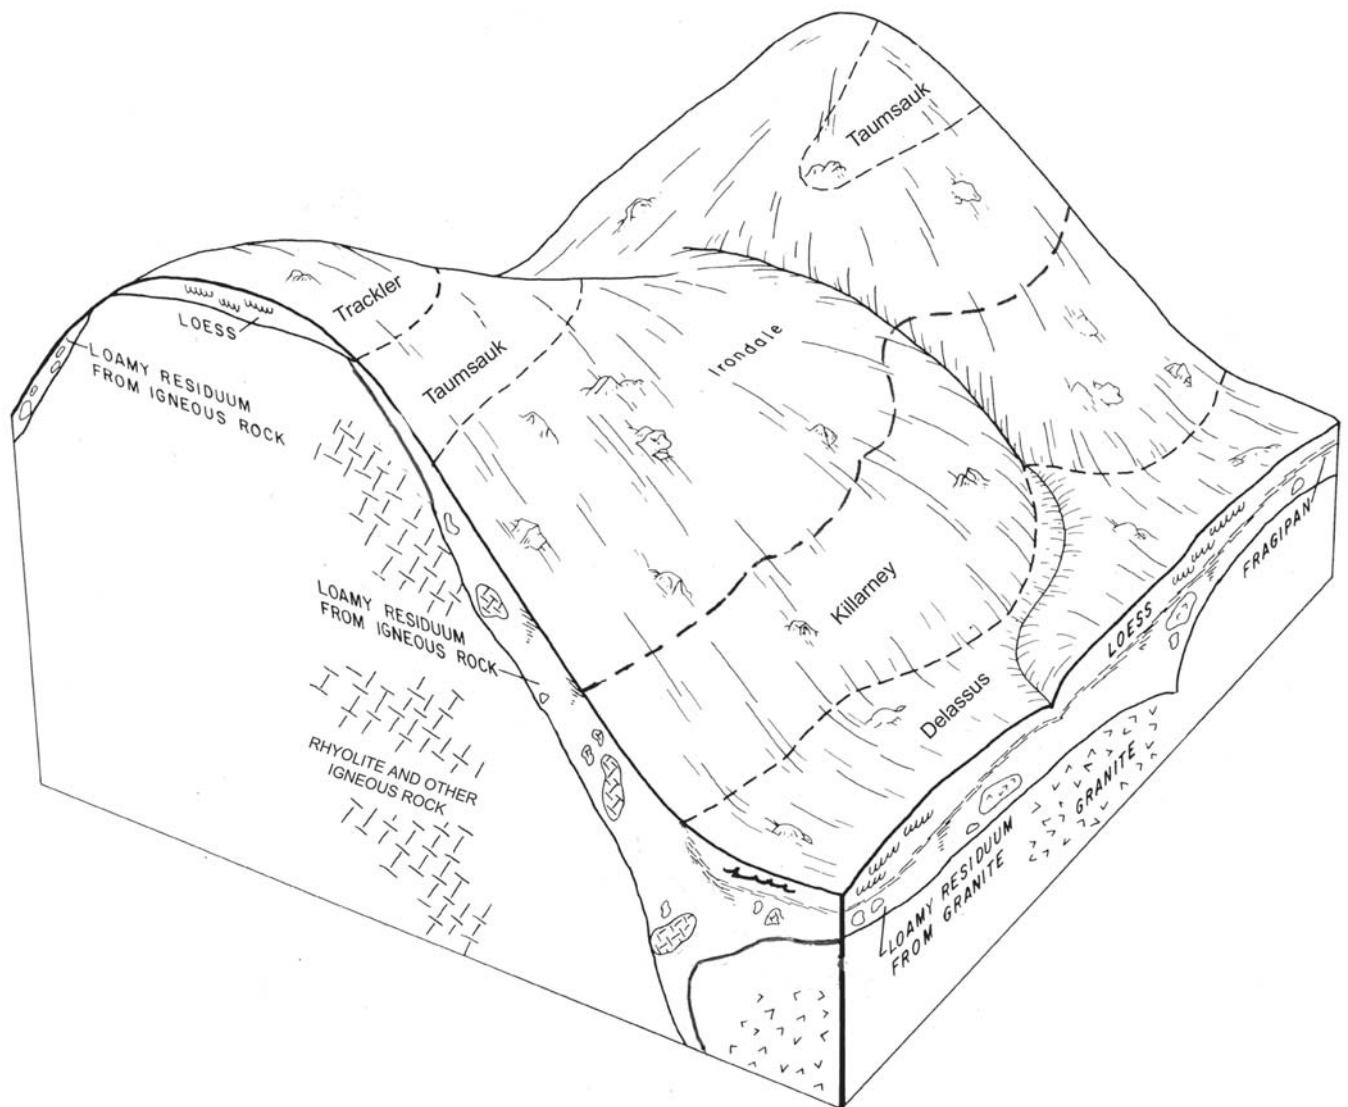 Taumsauk
Trackler
LOESS
LOAMY RESIDUUM
FROM IGNEOUS ROCK
Taumsauk
Irondale
LOAMY RESIDUUM
FROM IGNEOUS ROCK
Killarney
Delassus
LOESS
FRAGIPAN
RHYOLITE AND OTHER
IGNEOUS ROCK
GRANITE
LOAMY RESIDUUM
FROM GRANITE